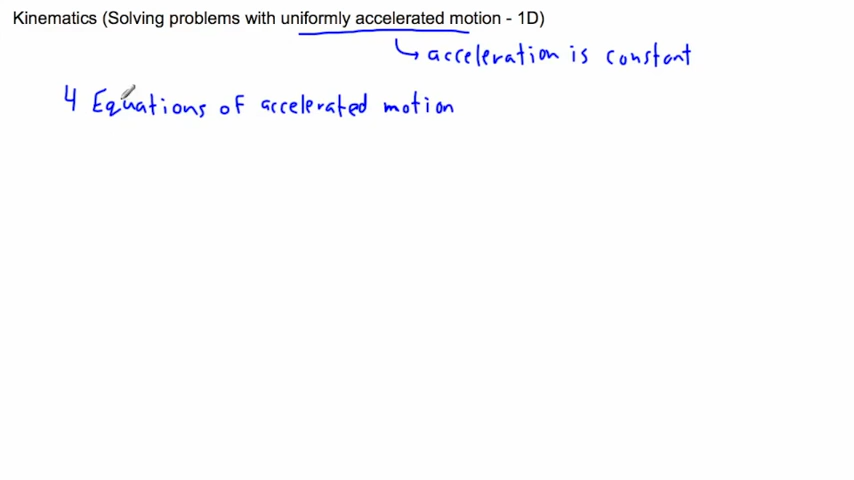 Kinematics (Solving problems with uniformly accelerated motion - 1D)
acceleration is constant
4 Equations of accelerated motion